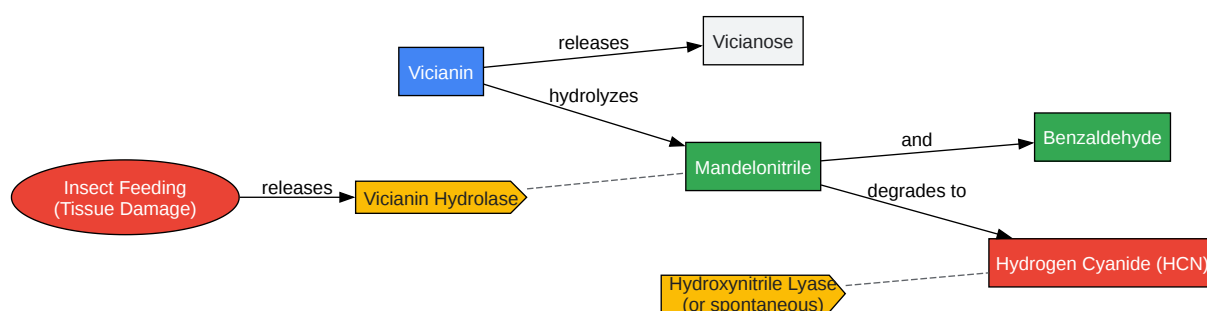 releases
Vicianose
Vicianin
hydrolyzes
and
Benzaldehyde
Mandelonitrile
Insect Feeding
(Tissue Damage)
releases
Vicianin Hydrolase
degrades to
Hydrogen Cyanide (HCN)
Hydroxynitrile Lyase
(or spontaneous)